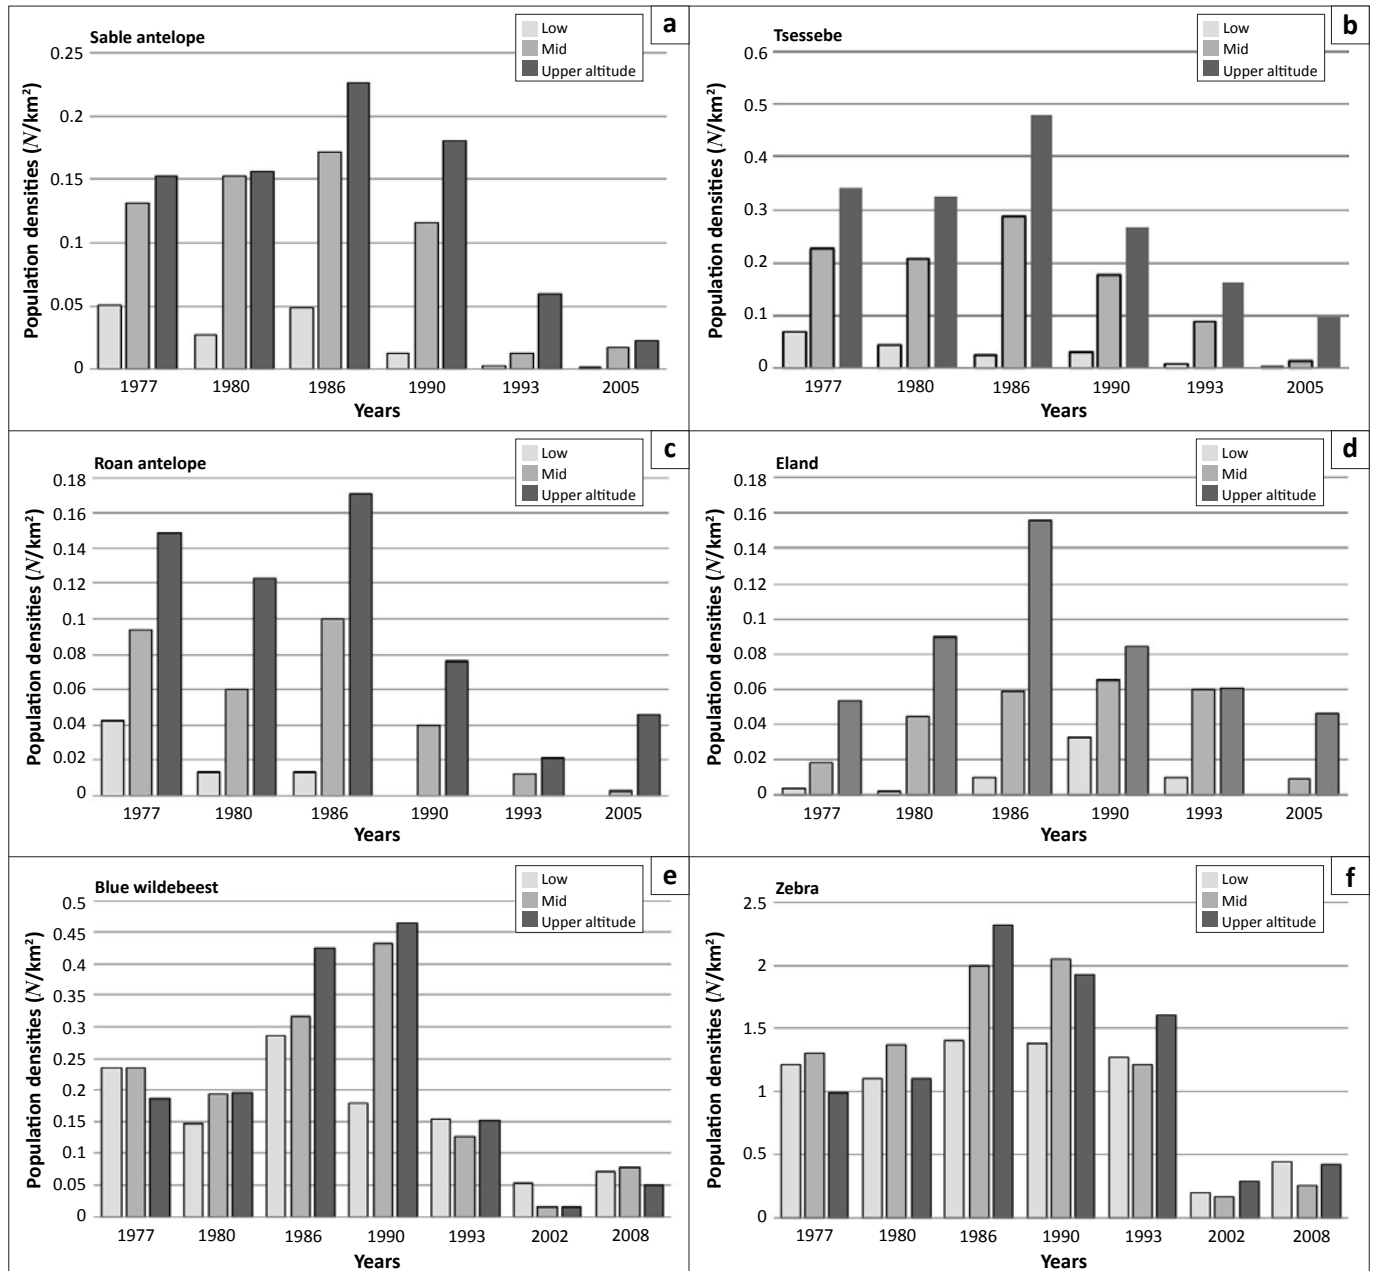 Sable antelope
a
Low
Mid
Upper altitude
Population densities (N/km²)
0.25
0.2
0.15
0.1
0.05
0
1977 1980 1986 1990 1993 2005
Years
Tsessebe
b
Low
Mid
Upper altitude
Population densities (N/km²)
0.6
0.5
0.4
0.3
0.2
0.1
0
1977 1980 1986 1990 1993 2005
Years
Roan antelope
c
Low
Mid
Upper altitude
Population densities (N/km²)
0.18
0.16
0.14
0.12
0.1
0.08
0.06
0.04
0.02
0
1977 1980 1986 1990 1993 2005
Years
Eland
d
Low
Mid
Upper altitude
Population densities (N/km²)
0.18
0.16
0.14
0.12
0.1
0.08
0.06
0.04
0.02
0
1977 1980 1986 1990 1993 2005
Years
Blue wildebeest
e
Low
Mid
Upper altitude
Population densities (N/km²)
0.5
0.45
0.4
0.35
0.3
0.25
0.2
0.15
0.1
0.05
0
1977 1980 1986 1990 1993 2002 2008
Years
Zebra
f
Low
Mid
Upper altitude
Population densities (N/km²)
2.5
2
1.5
1
0.5
0
1977 1980 1986 1990 1993 2002 2008
Years